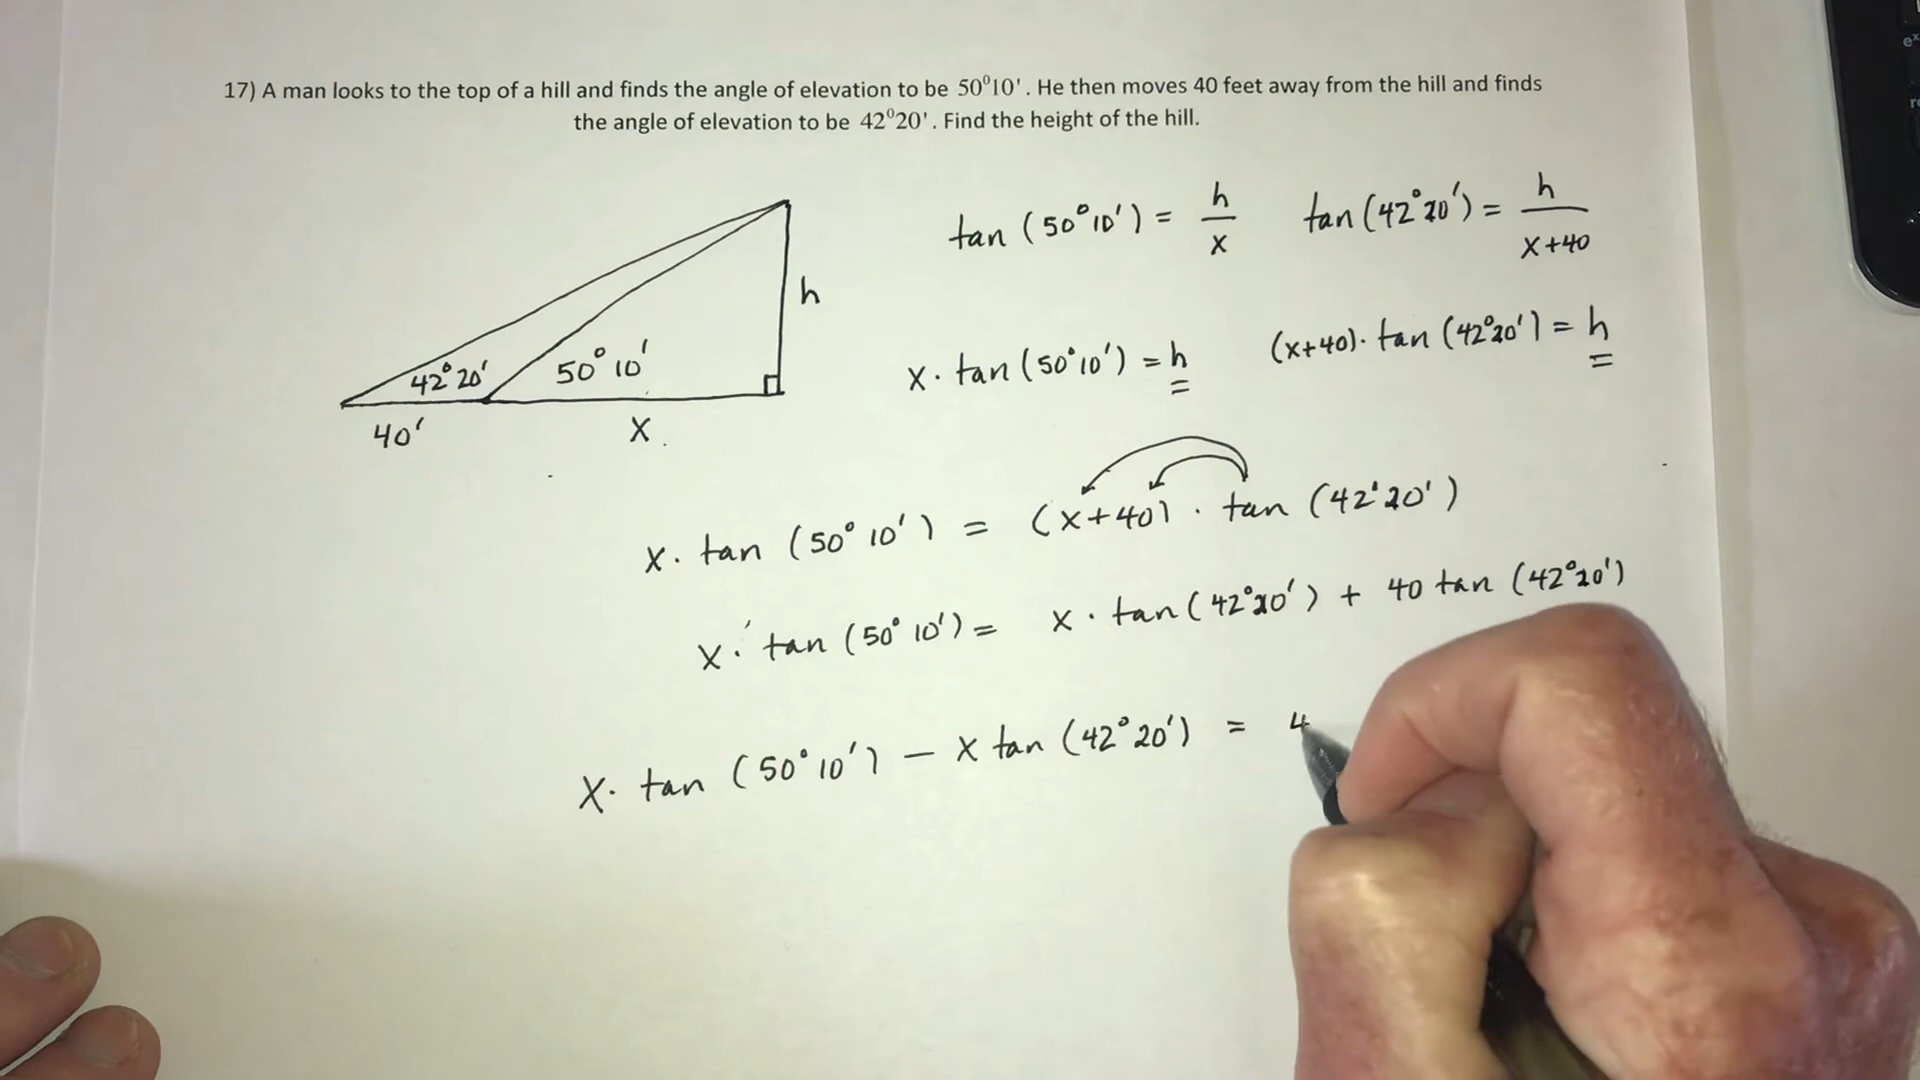 17) A man looks to the top of a hill and finds the angle of elevation to be 50⁰10'. He then moves 40 feet away from the hill and finds
the angle of elevation to be 42⁰20'. Find the height of the hill.
tan (50°10') = h/x
tan (42°20') = h/(x+40)
h
42°20'
50°10'
40'
x
x · tan (50°10') = h
(x+40) · tan (42°20') = h
x · tan (50°10') = (x+40) · tan (42°20')
x · tan (50°10') = x · tan (42°20') + 40 tan (42°20')
x · tan (50°10') − x tan (42°20') = 4